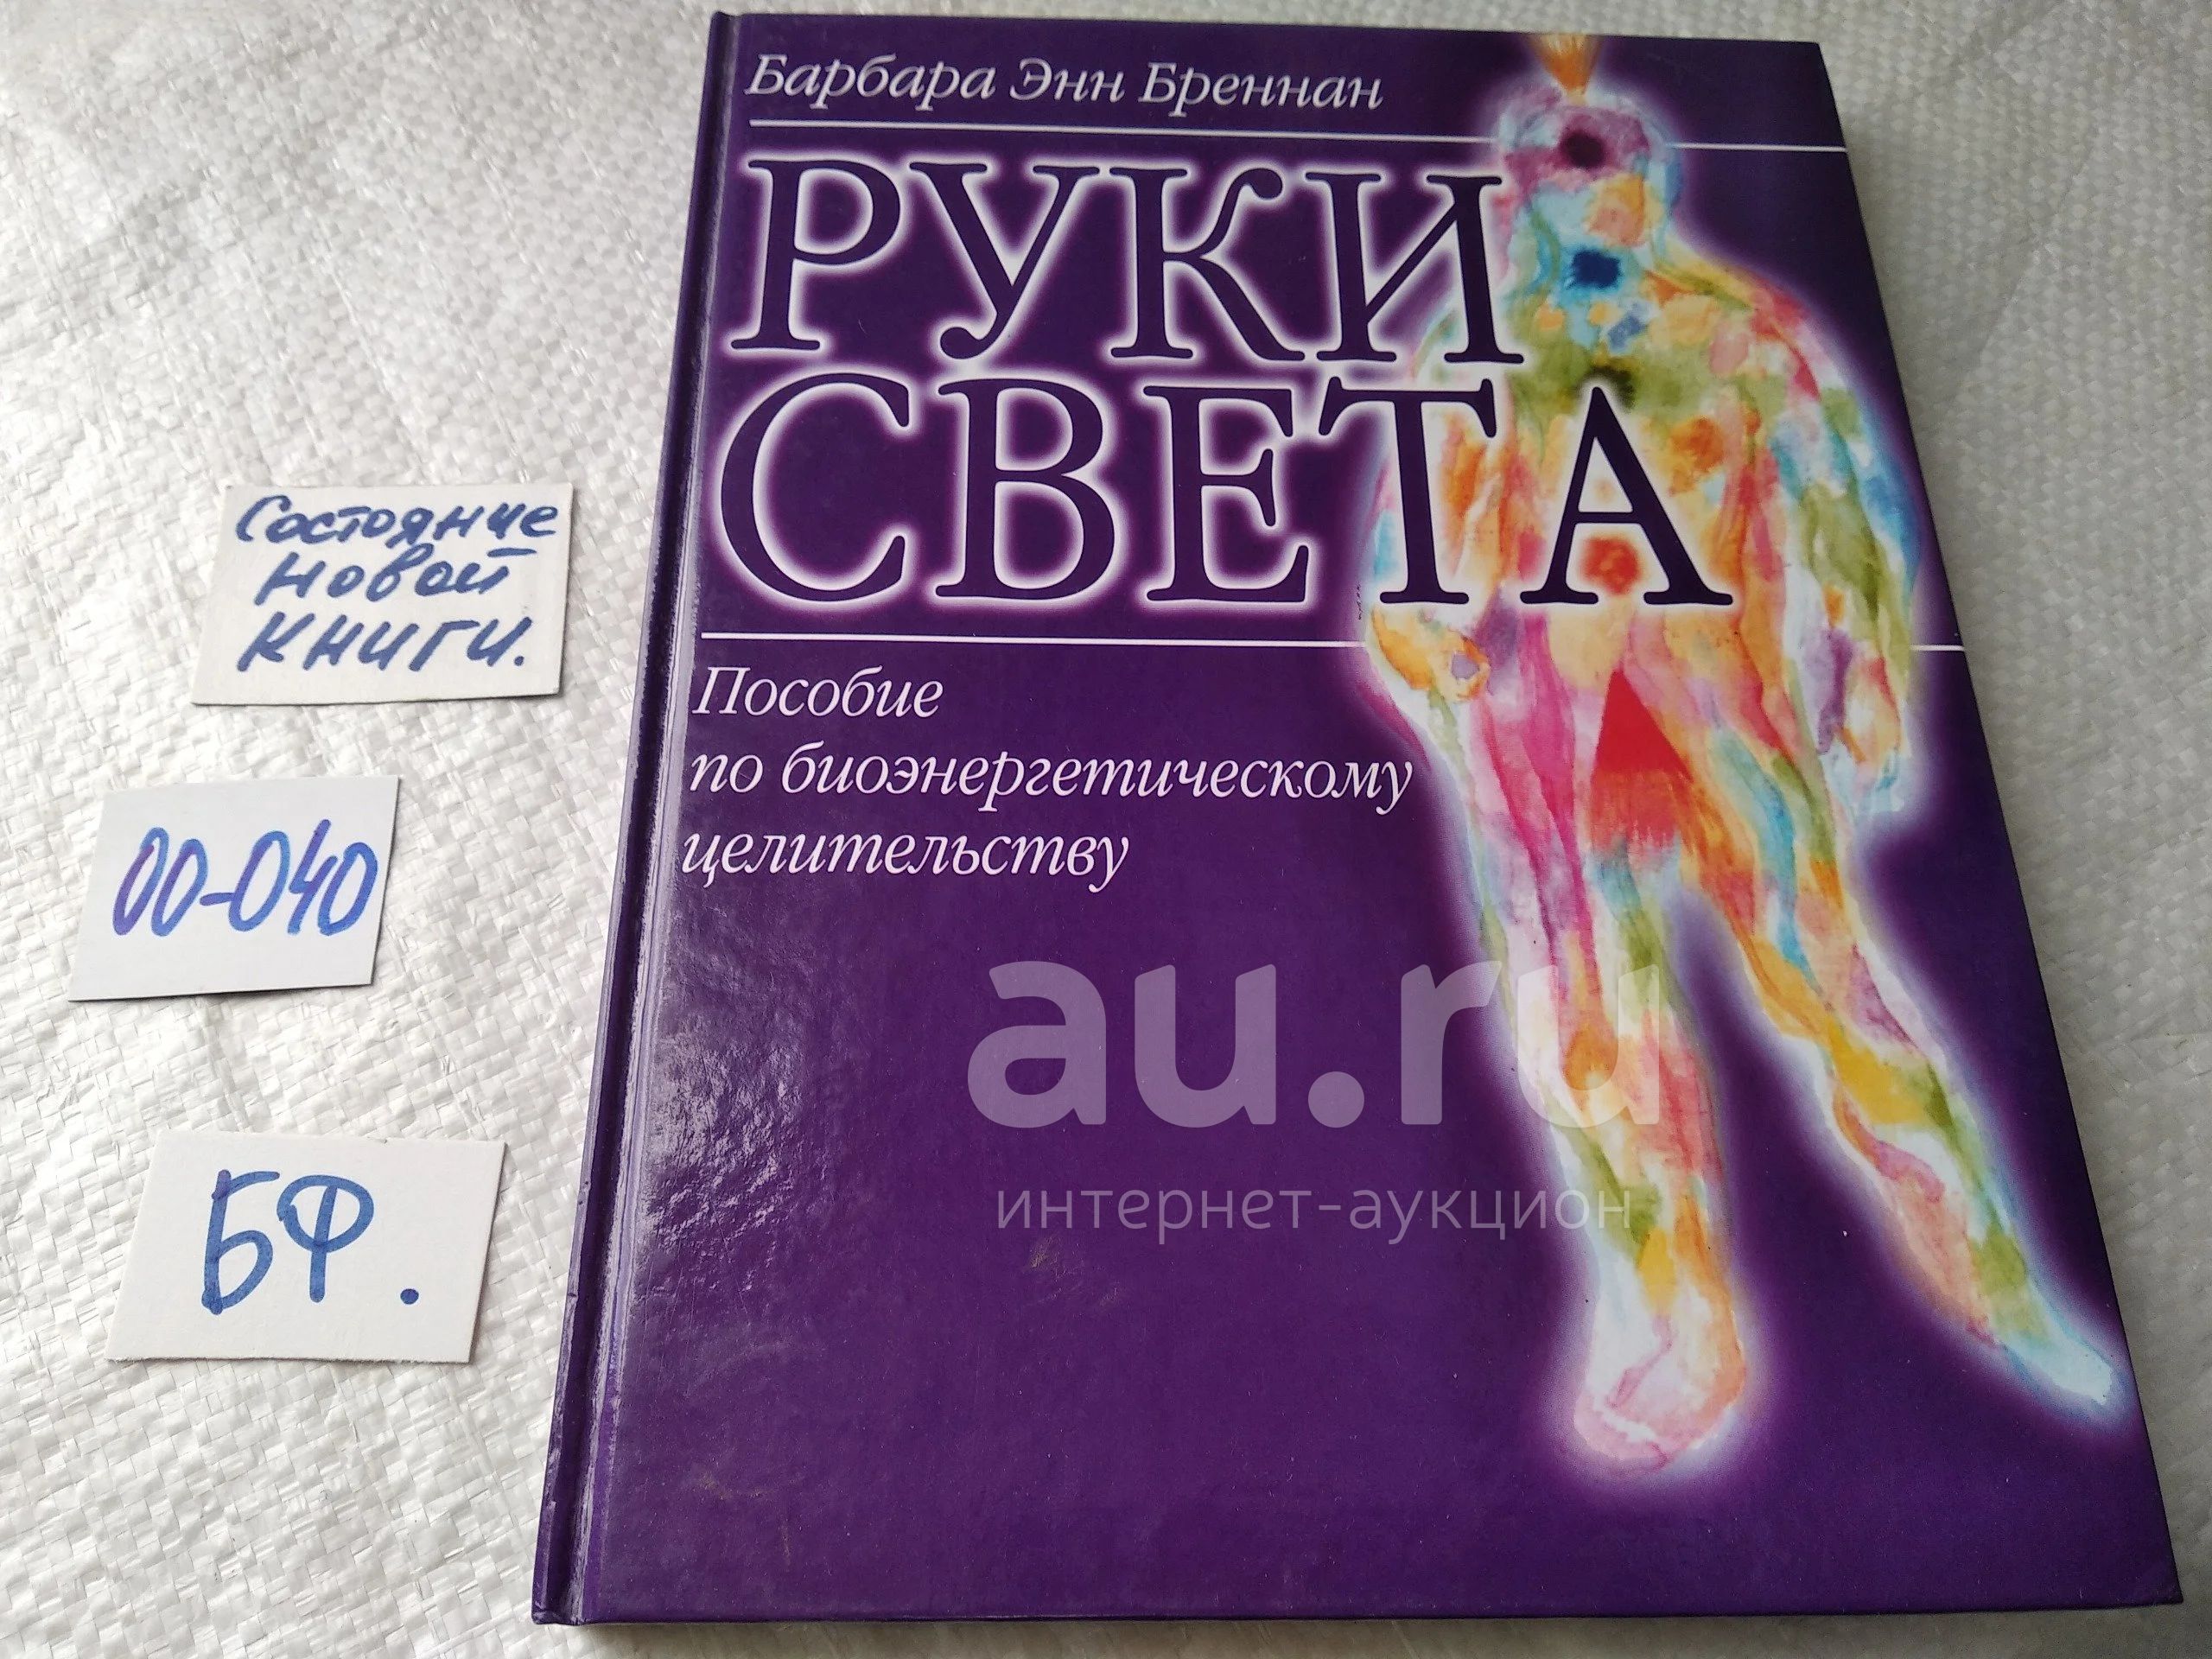 Барбара Энн Бреннан
РУКИ
СВЕТА
Пособие
по биоэнергетическому
целительству
Состояние
новой
книги.
00-040
БФ.
au.ru
интернет-аукцион